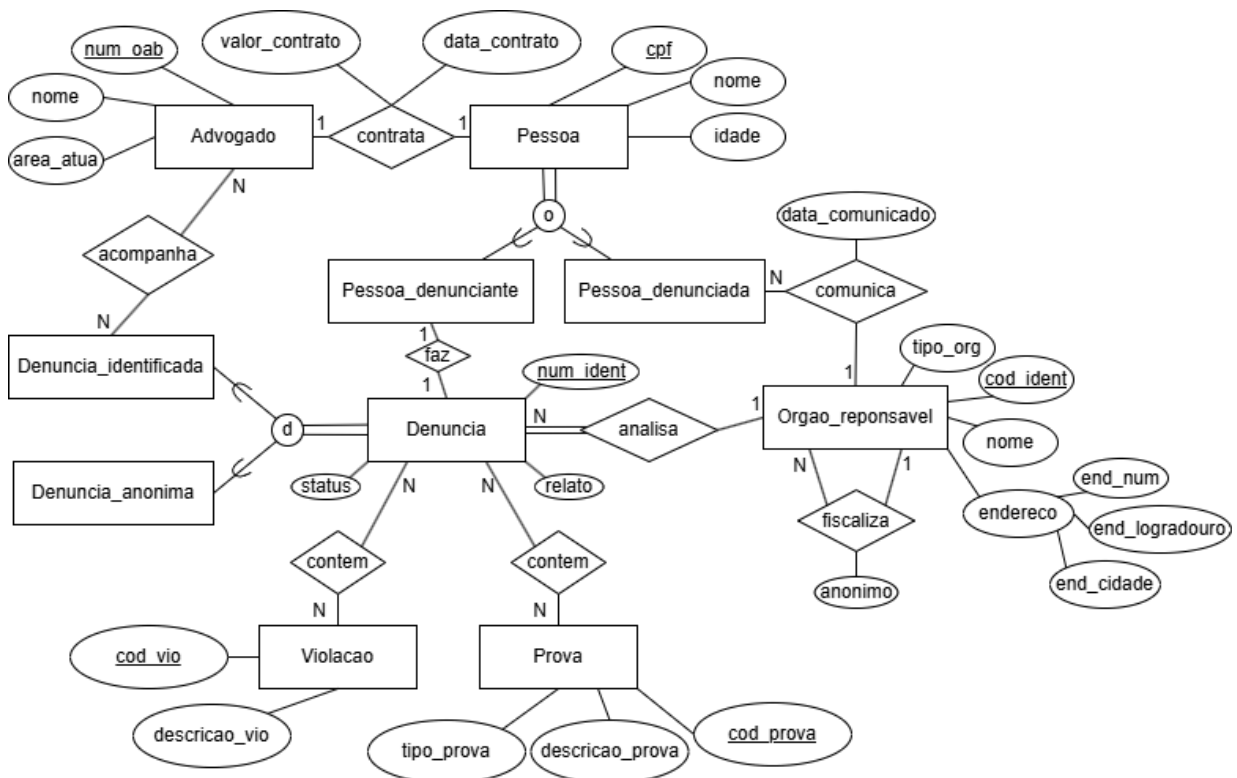 num_oab
valor_contrato
data_contrato
cpf
nome
nome
Advogado
1
contrata
1
Pessoa
idade
area_atua
N
o
data_comunicado
acompanha
Pessoa_denunciante
Pessoa_denunciada
N
comunica
N
1
faz
tipo_org
Denuncia_identificada
num_ident
1
cod_ident
1
d
Denuncia
N
analisa
1
Orgao_reponsavel
nome
Denuncia_anonima
status
N
N
relato
N
1
end_num
fiscaliza
endereco
end_logradouro
contem
contem
anonimo
end_cidade
N
N
cod_vio
Violacao
Prova
descricao_vio
tipo_prova
descricao_prova
cod_prova